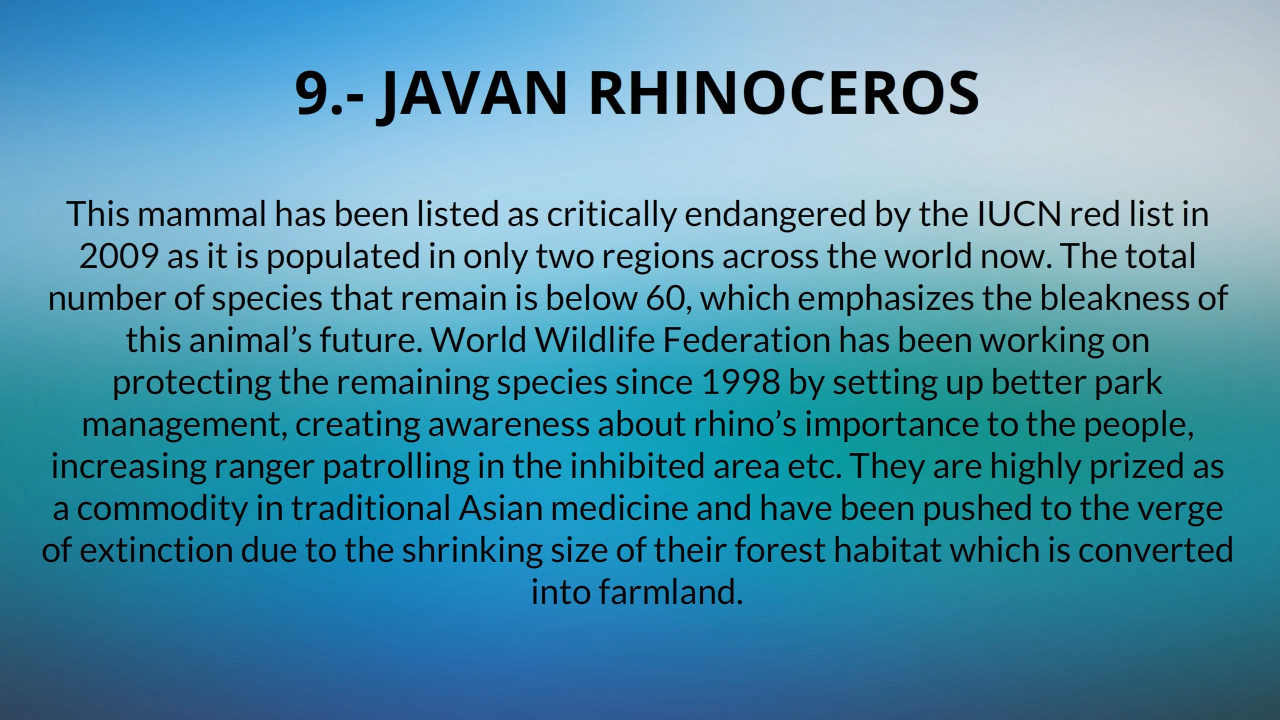 9.- JAVAN RHINOCEROS
This mammal has been listed as critically endangered by the IUCN red list in
2009 as it is populated in only two regions across the world now. The total
number of species that remain is below 60, which emphasizes the bleakness of
this animal’s future. World Wildlife Federation has been working on
protecting the remaining species since 1998 by setting up better park
management, creating awareness about rhino’s importance to the people,
increasing ranger patrolling in the inhibited area etc. They are highly prized as
a commodity in traditional Asian medicine and have been pushed to the verge
of extinction due to the shrinking size of their forest habitat which is converted
into farmland.